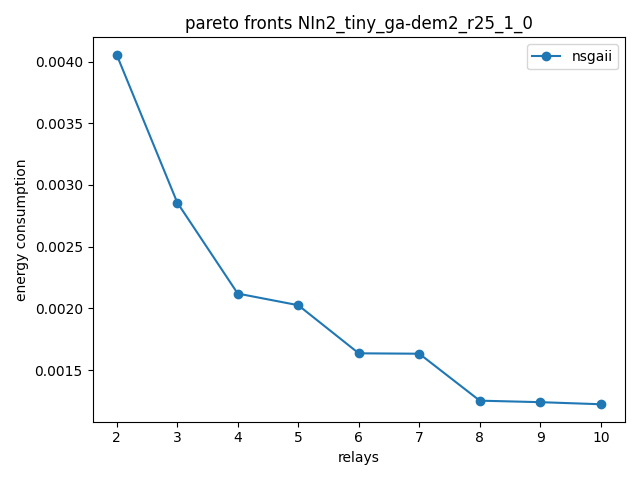 pareto fronts NIn2_tiny_ga-dem2_r25_1_0
nsgaii
energy consumption
0.0040
0.0035
0.0030
0.0025
0.0020
0.0015
2 3 4 5 6 7 8 9 10
relays